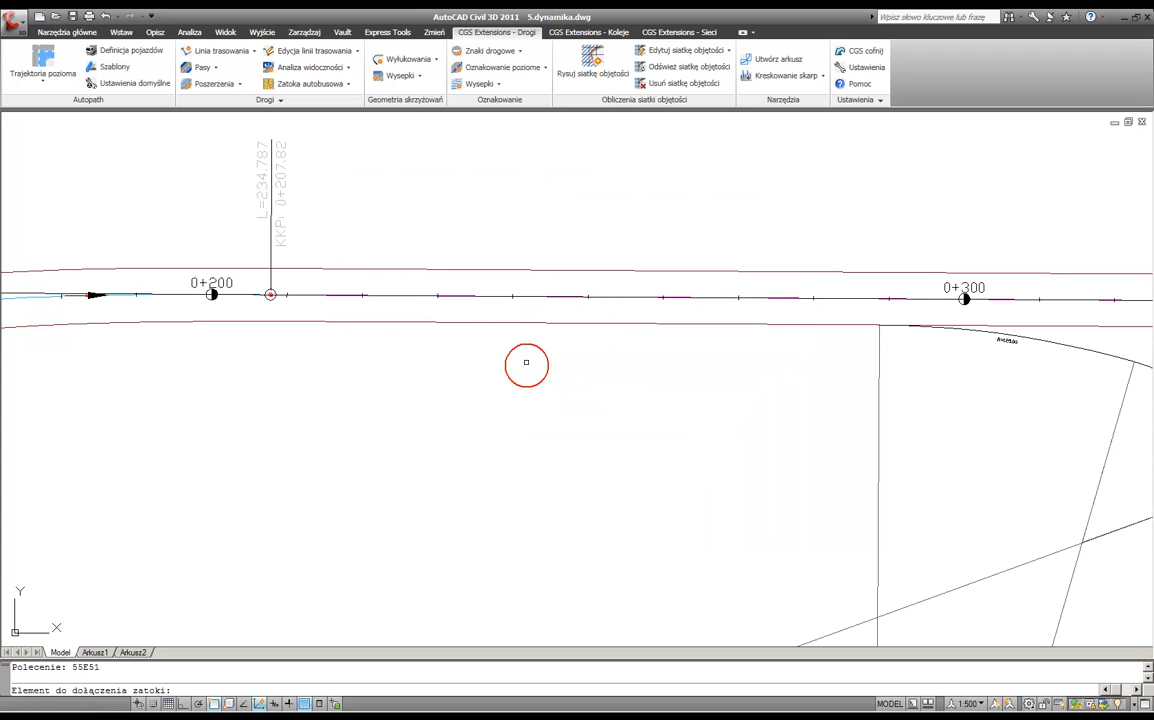 AutoCAD Civil 3D 2011 5.dynamika.dwg
Wpisz słowo kluczowe lub frazę
Narzędzia główne Wstaw Opisz Analiza Widok Wyjście Zarządzaj Vault Express Tools Zmień CGS Extensions - Drogi CGS Extensions - Koleje CGS Extensions - Sieci
Trajektoria pozioma
Definicja pojazdów
Szablony
Ustawienia domyślne
Autopath
Linia trasowania
Pasy
Poszerzenia
Edycja linii trasowania
Analiza widoczności
Zatoka autobusowa
Drogi
Wyłukowania
Wysepki
Geometria skrzyżowań
Znaki drogowe
Oznakowanie poziome
Wysepki
Oznakowanie
Rysuj siatkę objętości
Edytuj siatkę objętości
Odśwież siatkę objętości
Usuń siatkę objętości
Obliczenia siatki objętości
Utwórz arkusz
Kreskowanie skarp
Narzędzia
CGS cofnij
Ustawienia
Pomoc
Ustawienia
L=234.787
KKP: 0+207.82
0+200
0+300
Y
X
Model Arkusz1 Arkusz2
Polecenie: 55E51
Element do dołączenia zatoki:
MODEL
1:500